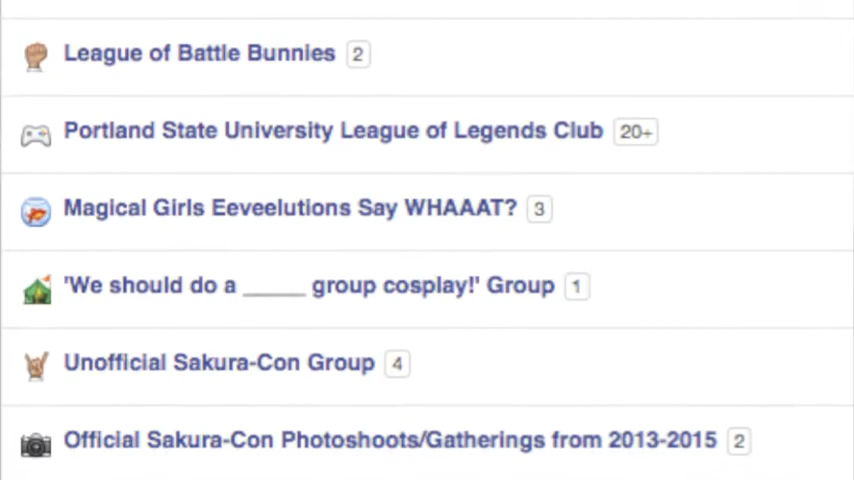 League of Battle Bunnies 2
Portland State University League of Legends Club 20+
Magical Girls Eeveelutions Say WHAAAT? 3
'We should do a _____ group cosplay!' Group 1
Unofficial Sakura-Con Group 4
Official Sakura-Con Photoshoots/Gatherings from 2013-2015 2